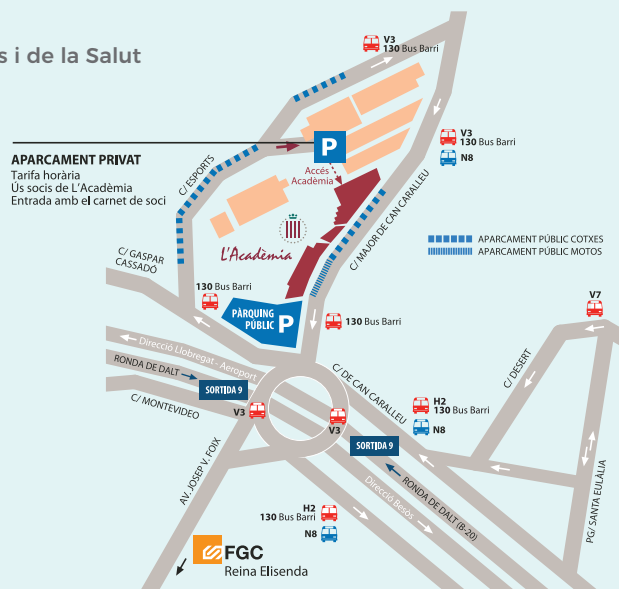 s i de la Salut
V3
130 Bus Barri
P
APARCAMENT PRIVAT
Tarifa horària
Ús socis de L'Acadèmia
Entrada amb el carnet de soci
C/ ESPORTS
Accés
Acadèmia
V3
130 Bus Barri
N8
L'Acadèmia
C/ MAJOR DE CAN CARALLEU
APARCAMENT PÚBLIC COTXES
APARCAMENT PÚBLIC MOTOS
C/ GASPAR
CASSADÓ
130 Bus Barri
PÀRQUING
PÚBLIC P
130 Bus Barri
V7
Direcció Llobregat - Aeroport
RONDA DE DALT
SORTIDA 9
C/ MONTEVIDEO
V3
V3
C/ DE CAN CARALLEU
H2
130 Bus Barri
N8
C/ DESERT
SORTIDA 9
AV. JOSEP V. FOIX
RONDA DE DALT (B-20)
Direcció Besòs
PG/ SANTA EULÀLIA
H2
130 Bus Barri
N8
FGC
Reina Elisenda